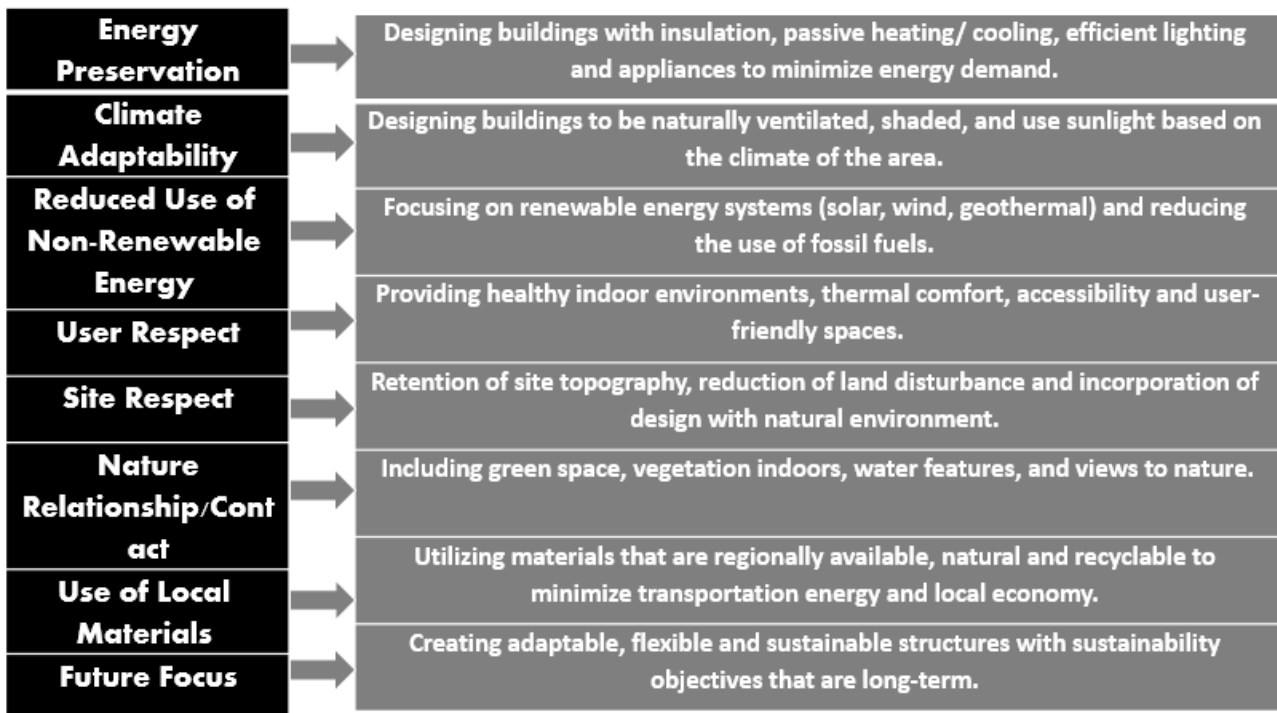 Energy
Preservation
Designing buildings with insulation, passive heating/ cooling, efficient lighting
and appliances to minimize energy demand.
Climate
Adaptability
Designing buildings to be naturally ventilated, shaded, and use sunlight based on
the climate of the area.
Reduced Use of
Non-Renewable
Energy
Focusing on renewable energy systems (solar, wind, geothermal) and reducing
the use of fossil fuels.
User Respect
Providing healthy indoor environments, thermal comfort, accessibility and user-
friendly spaces.
Site Respect
Retention of site topography, reduction of land disturbance and incorporation of
design with natural environment.
Nature
Relationship/Cont
act
Including green space, vegetation indoors, water features, and views to nature.
Use of Local
Materials
Utilizing materials that are regionally available, natural and recyclable to
minimize transportation energy and local economy.
Future Focus
Creating adaptable, flexible and sustainable structures with sustainability
objectives that are long-term.